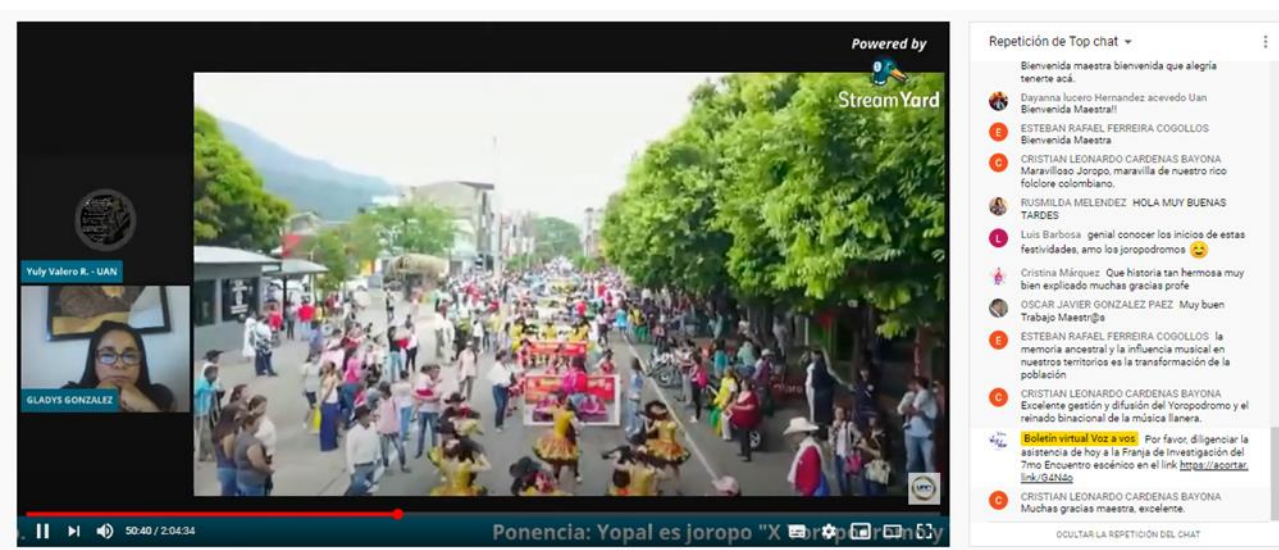 Powered by
StreamYard
Yuly Valero R. - UAN
GLADYS GONZALEZ
50:40 / 2:04:34
Ponencia: Yopal es joropo "X
y
Repetición de Top chat
Bienvenida maestra bienvenida que alegría
tenerte acá.
Dayanna lucero Hernandez acevedo Uan
Bienvenida Maestra!!
E ESTEBAN RAFAEL FERREIRA COGOLLOS
Bienvenida Maestra
C CRISTIAN LEONARDO CARDENAS BAYONA
Maravilloso Joropo, maravilla de nuestro rico
folclore colombiano.
RUSMILDA MELENDEZ HOLA MUY BUENAS
TARDES
L Luis Barbosa genial conocer los inicios de estas
festividades, amo los joropodromos
Cristina Márquez Que historia tan hermosa muy
bien explicado muchas gracias profe
OSCAR JAVIER GONZALEZ PAEZ Muy buen
Trabajo Maestr@s
E ESTEBAN RAFAEL FERREIRA COGOLLOS la
memoria ancestral y la influencia musical en
nuestros territorios es la transformación de la
población
C CRISTIAN LEONARDO CARDENAS BAYONA
Excelente gestión y difusión del Yoropodromo y el
reinado binacional de la música llanera.
Boletín virtual Voz a vos Por favor, diligenciar la
asistencia de hoy a la Franja de Investigación del
7mo Encuentro escénico en el link https://acortar.
link/G4N4o
C CRISTIAN LEONARDO CARDENAS BAYONA
Muchas gracias maestra, excelente.
OCULTAR LA REPETICIÓN DEL CHAT